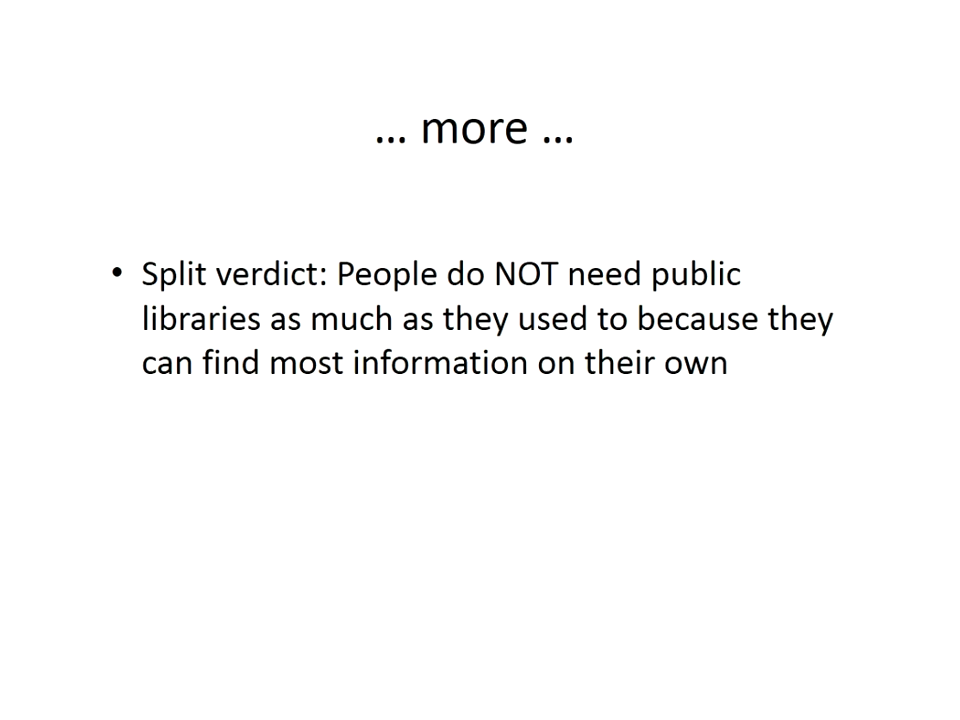 … more …
• Split verdict: People do NOT need public
libraries as much as they used to because they
can find most information on their own